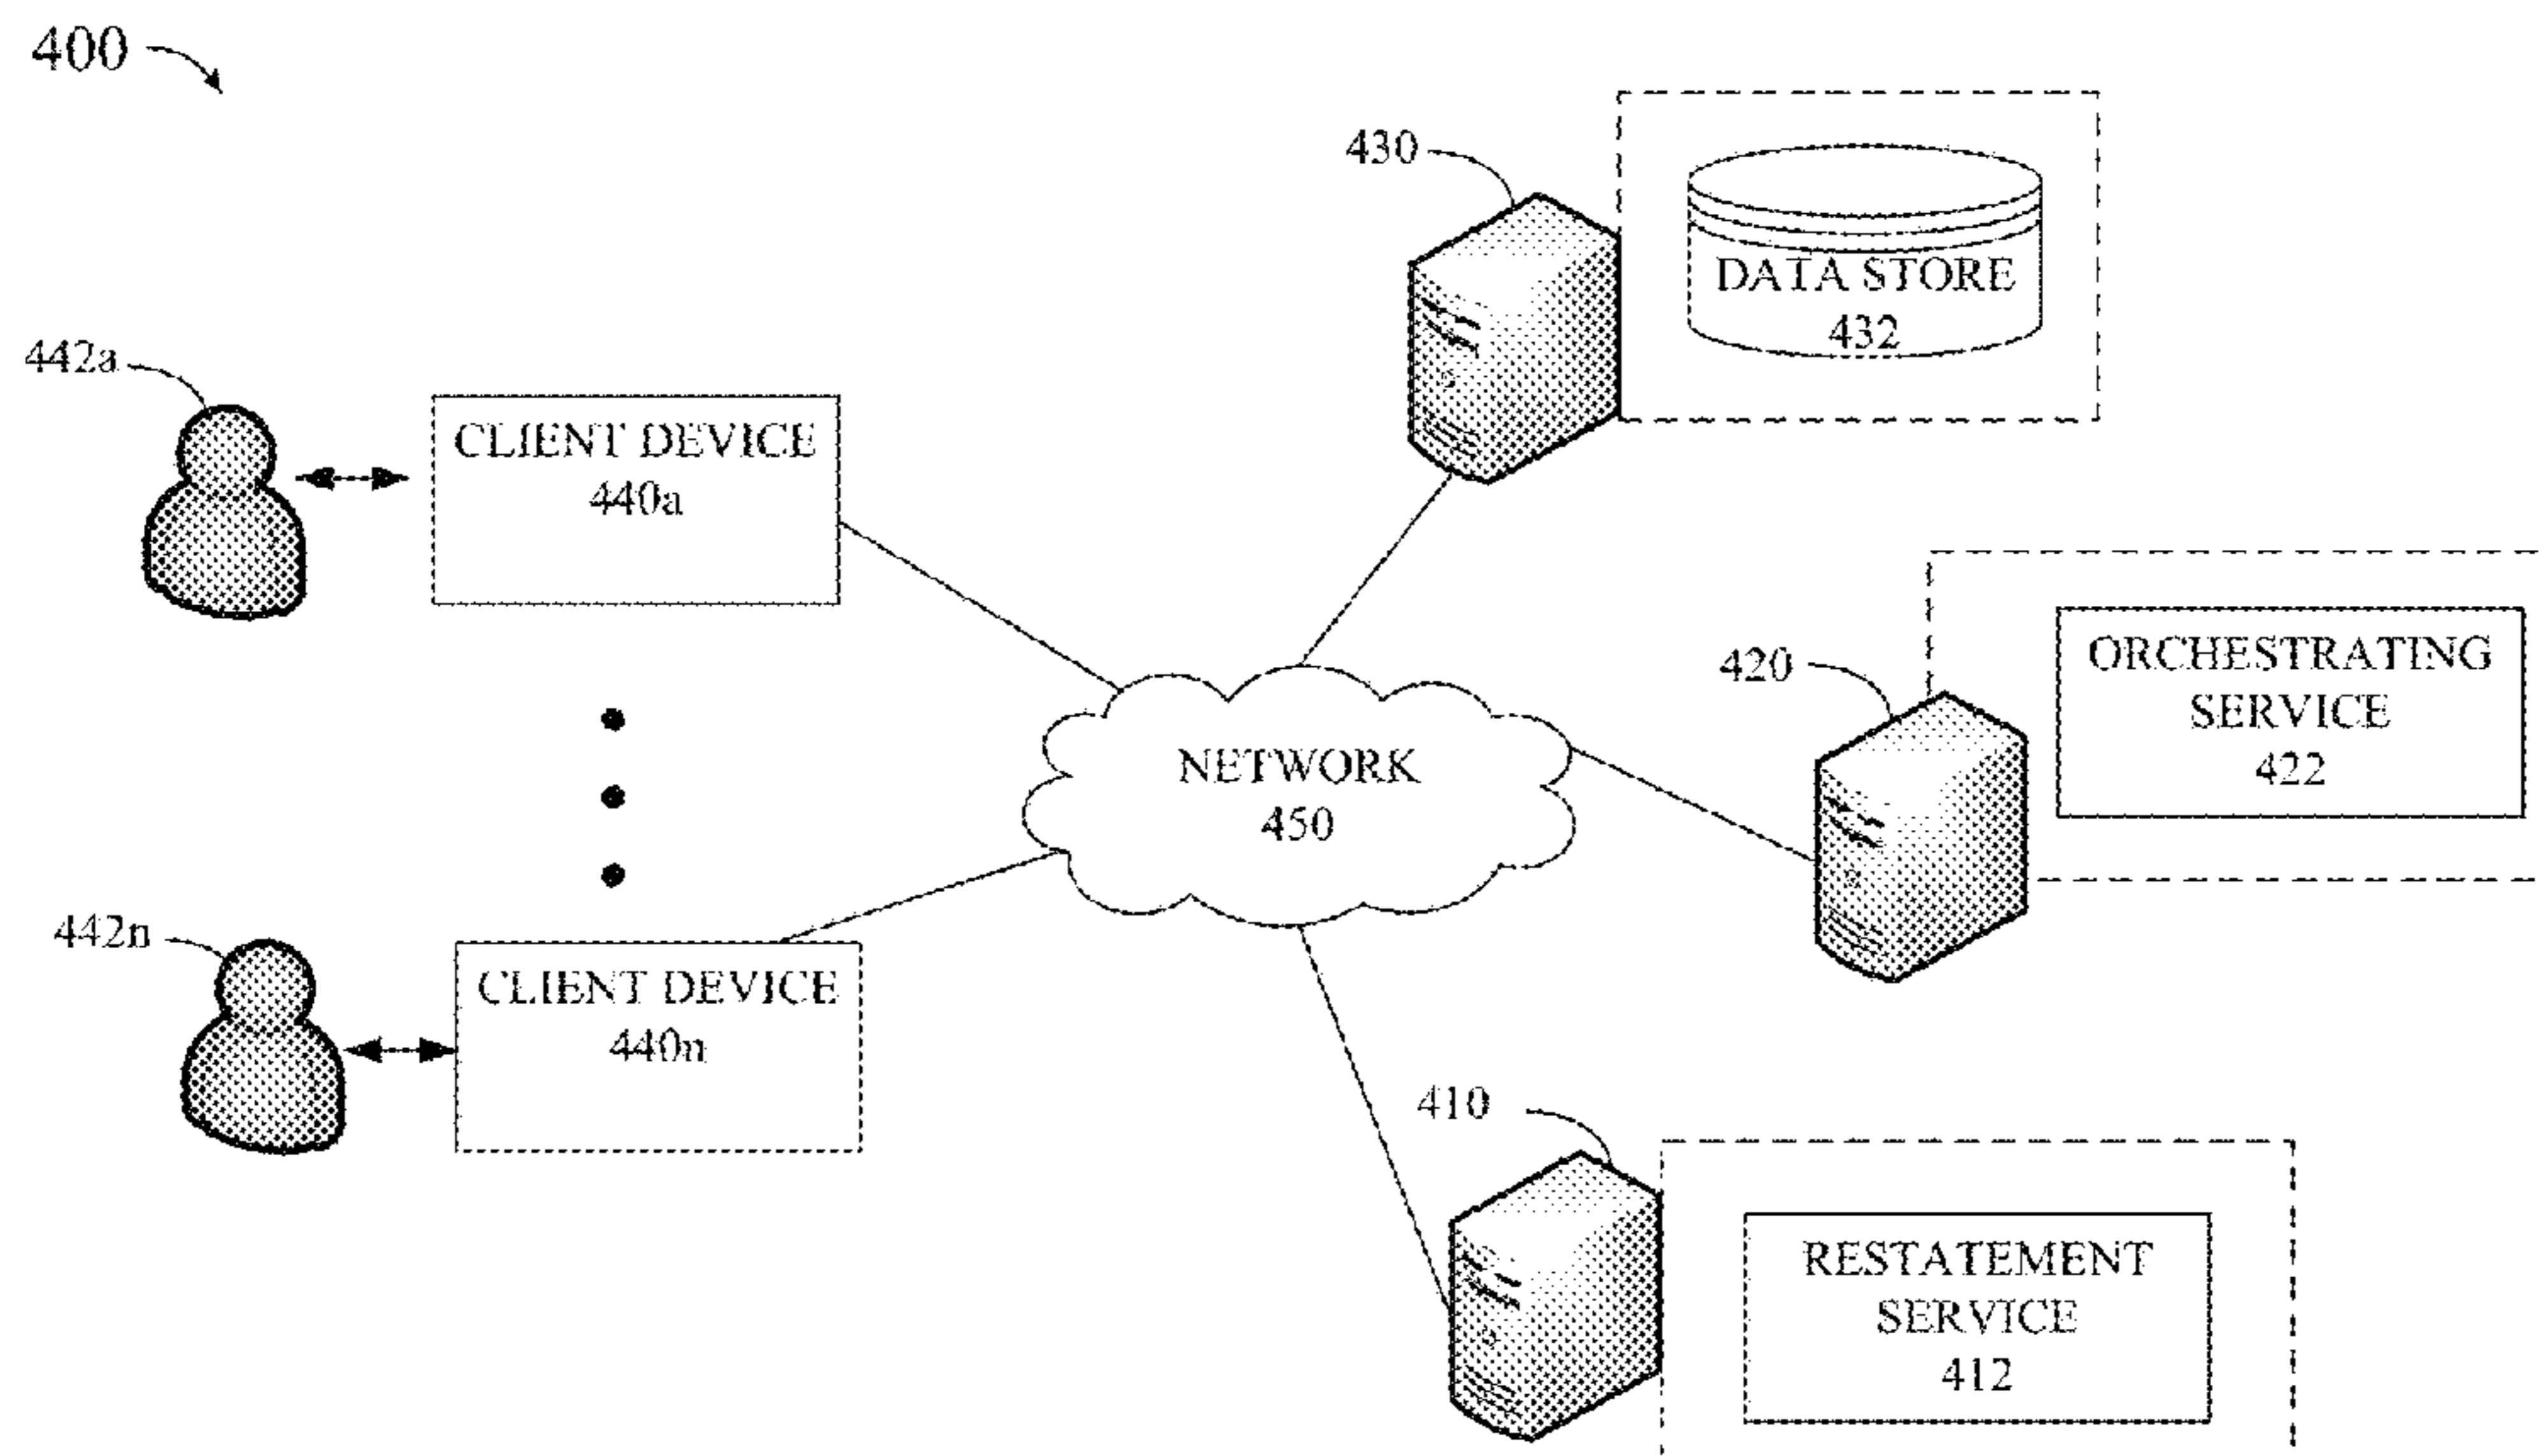 400
430
DATA STORE
432
442a
CLIENT DEVICE
440a
420
ORCHESTRATING
SERVICE
422
NETWORK
450
442n
CLIENT DEVICE
440n
410
RESTATEMENT
SERVICE
412